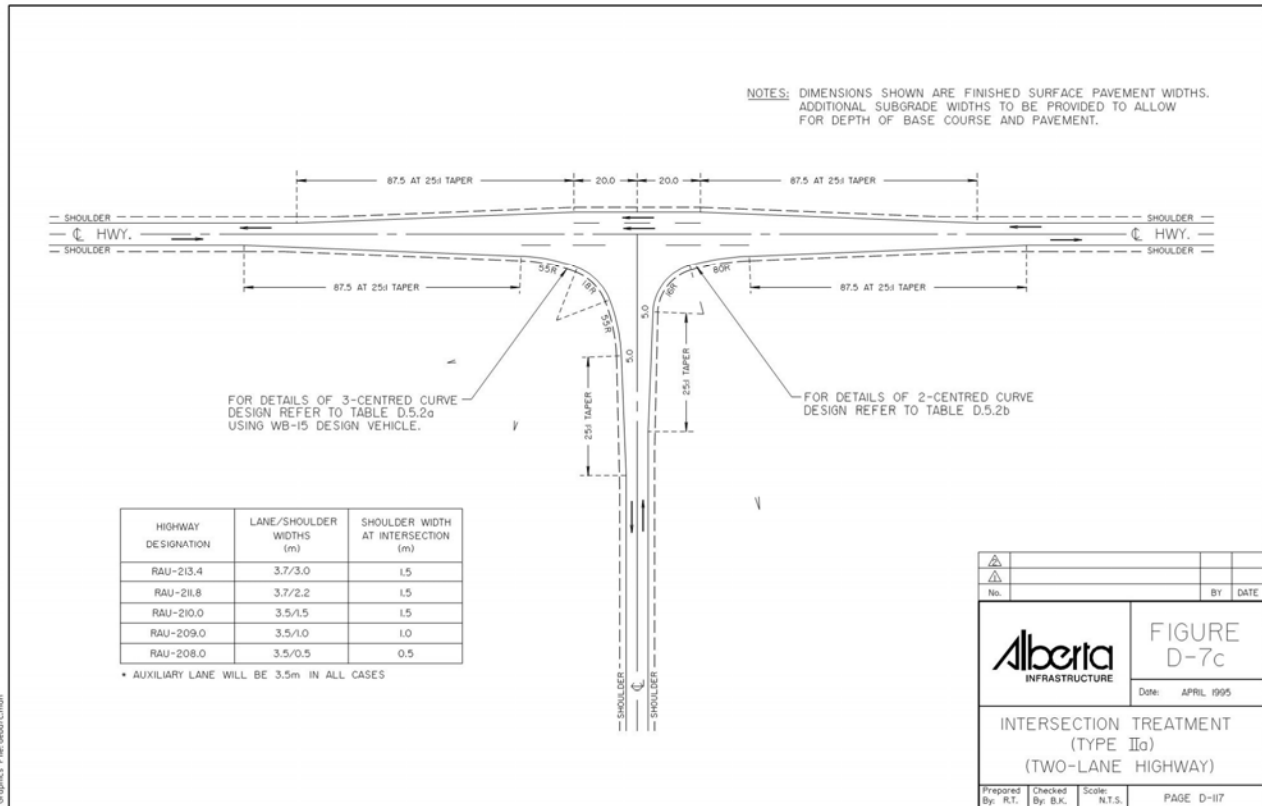 NOTES: DIMENSIONS SHOWN ARE FINISHED SURFACE PAVEMENT WIDTHS.
ADDITIONAL SUBGRADE WIDTHS TO BE PROVIDED TO ALLOW
FOR DEPTH OF BASE COURSE AND PAVEMENT.
87.5 AT 25:1 TAPER
20.0
20.0
87.5 AT 25:1 TAPER
SHOULDER
SHOULDER
℄ HWY.
℄ HWY.
SHOULDER
SHOULDER
87.5 AT 25:1 TAPER
55R
18R
55R
16R
80R
87.5 AT 25:1 TAPER
5.0
5.0
25:1 TAPER
25:1 TAPER
FOR DETAILS OF 3-CENTRED CURVE
DESIGN REFER TO TABLE D.5.2a
USING WB-15 DESIGN VEHICLE.
FOR DETAILS OF 2-CENTRED CURVE
DESIGN REFER TO TABLE D.5.2b
HIGHWAY DESIGNATION
LANE/SHOULDER WIDTHS (m)
SHOULDER WIDTH AT INTERSECTION (m)
RAU-213.4 3.7/3.0 1.5
RAU-211.8 3.7/2.2 1.5
RAU-210.0 3.5/1.5 1.5
RAU-209.0 3.5/1.0 1.0
RAU-208.0 3.5/0.5 0.5
* AUXILIARY LANE WILL BE 3.5m IN ALL CASES
SHOULDER
℄
SHOULDER
2
1
No. BY DATE
Alberta
INFRASTRUCTURE
FIGURE
D-7c
Date: APRIL 1995
INTERSECTION TREATMENT
(TYPE IIa)
(TWO-LANE HIGHWAY)
Prepared By: R.T.
Checked By: B.K.
Scale: N.T.S.
PAGE D-117